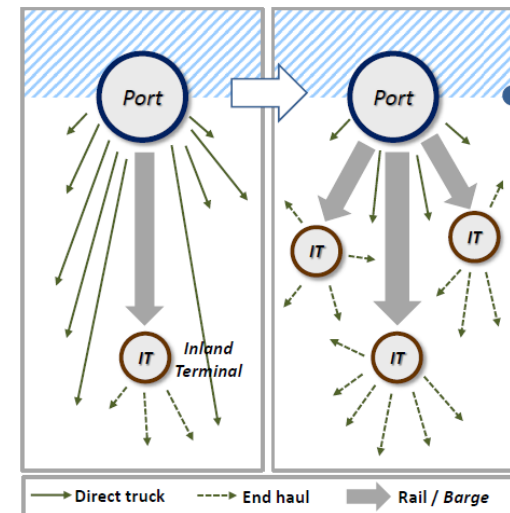 Port
Port
IT
IT
IT
Inland
Terminal
IT
Direct truck
End haul
Rail / Barge